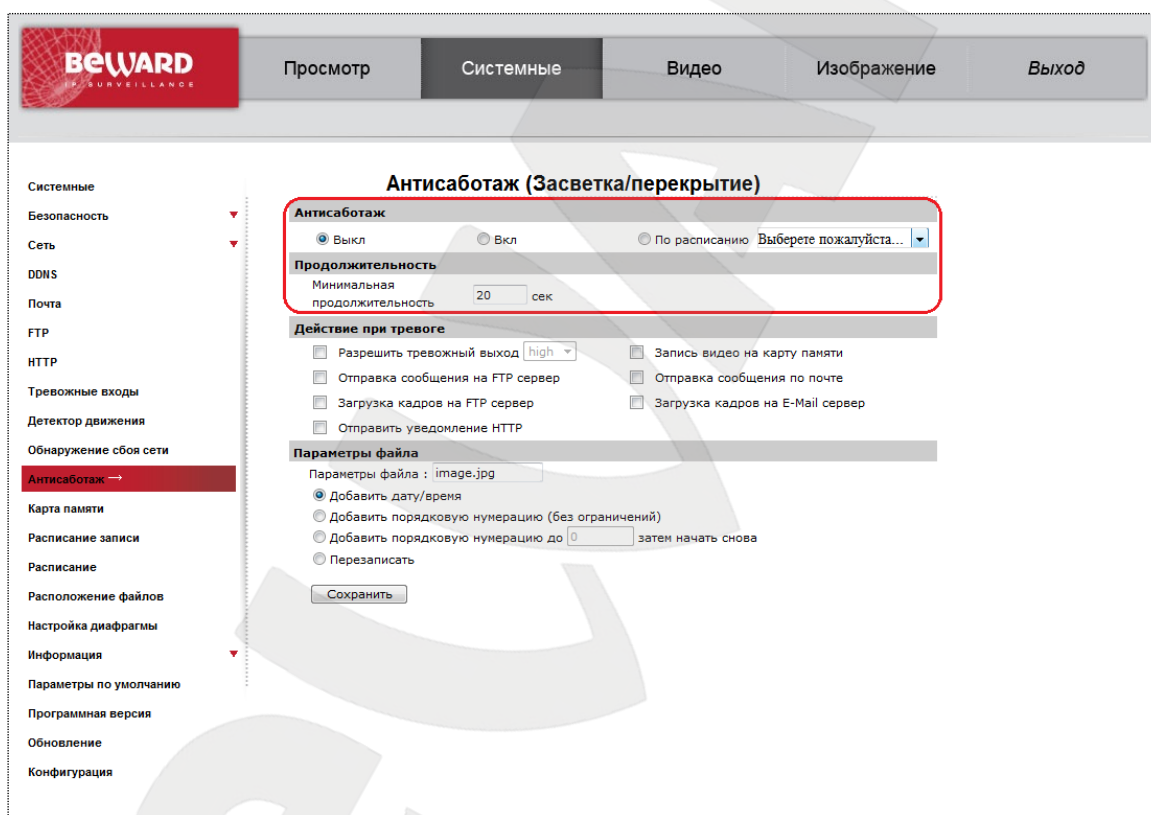 BEWARD
IP SURVEILLANCE
Просмотр
Системные
Видео
Изображение
Выход
Системные
Безопасность
Сеть
DDNS
Почта
FTP
HTTP
Тревожные входы
Детектор движения
Обнаружение сбоя сети
Антисаботаж →
Карта памяти
Расписание записи
Расписание
Расположение файлов
Настройка диафрагмы
Информация
Параметры по умолчанию
Программная версия
Обновление
Конфигурация
Антисаботаж (Засветка/перекрытие)
Антисаботаж
Выкл Вкл По расписанию Выберете пожалуйста...
Продолжительность
Минимальная
продолжительность 20 сек
Действие при тревоге
Разрешить тревожный выход high Запись видео на карту памяти
Отправка сообщения на FTP сервер Отправка сообщения по почте
Загрузка кадров на FTP сервер Загрузка кадров на E-Mail сервер
Отправить уведомление HTTP
Параметры файла
Параметры файла : image.jpg
Добавить дату/время
Добавить порядковую нумерацию (без ограничений)
Добавить порядковую нумерацию до 0 затем начать снова
Перезаписать
Сохранить